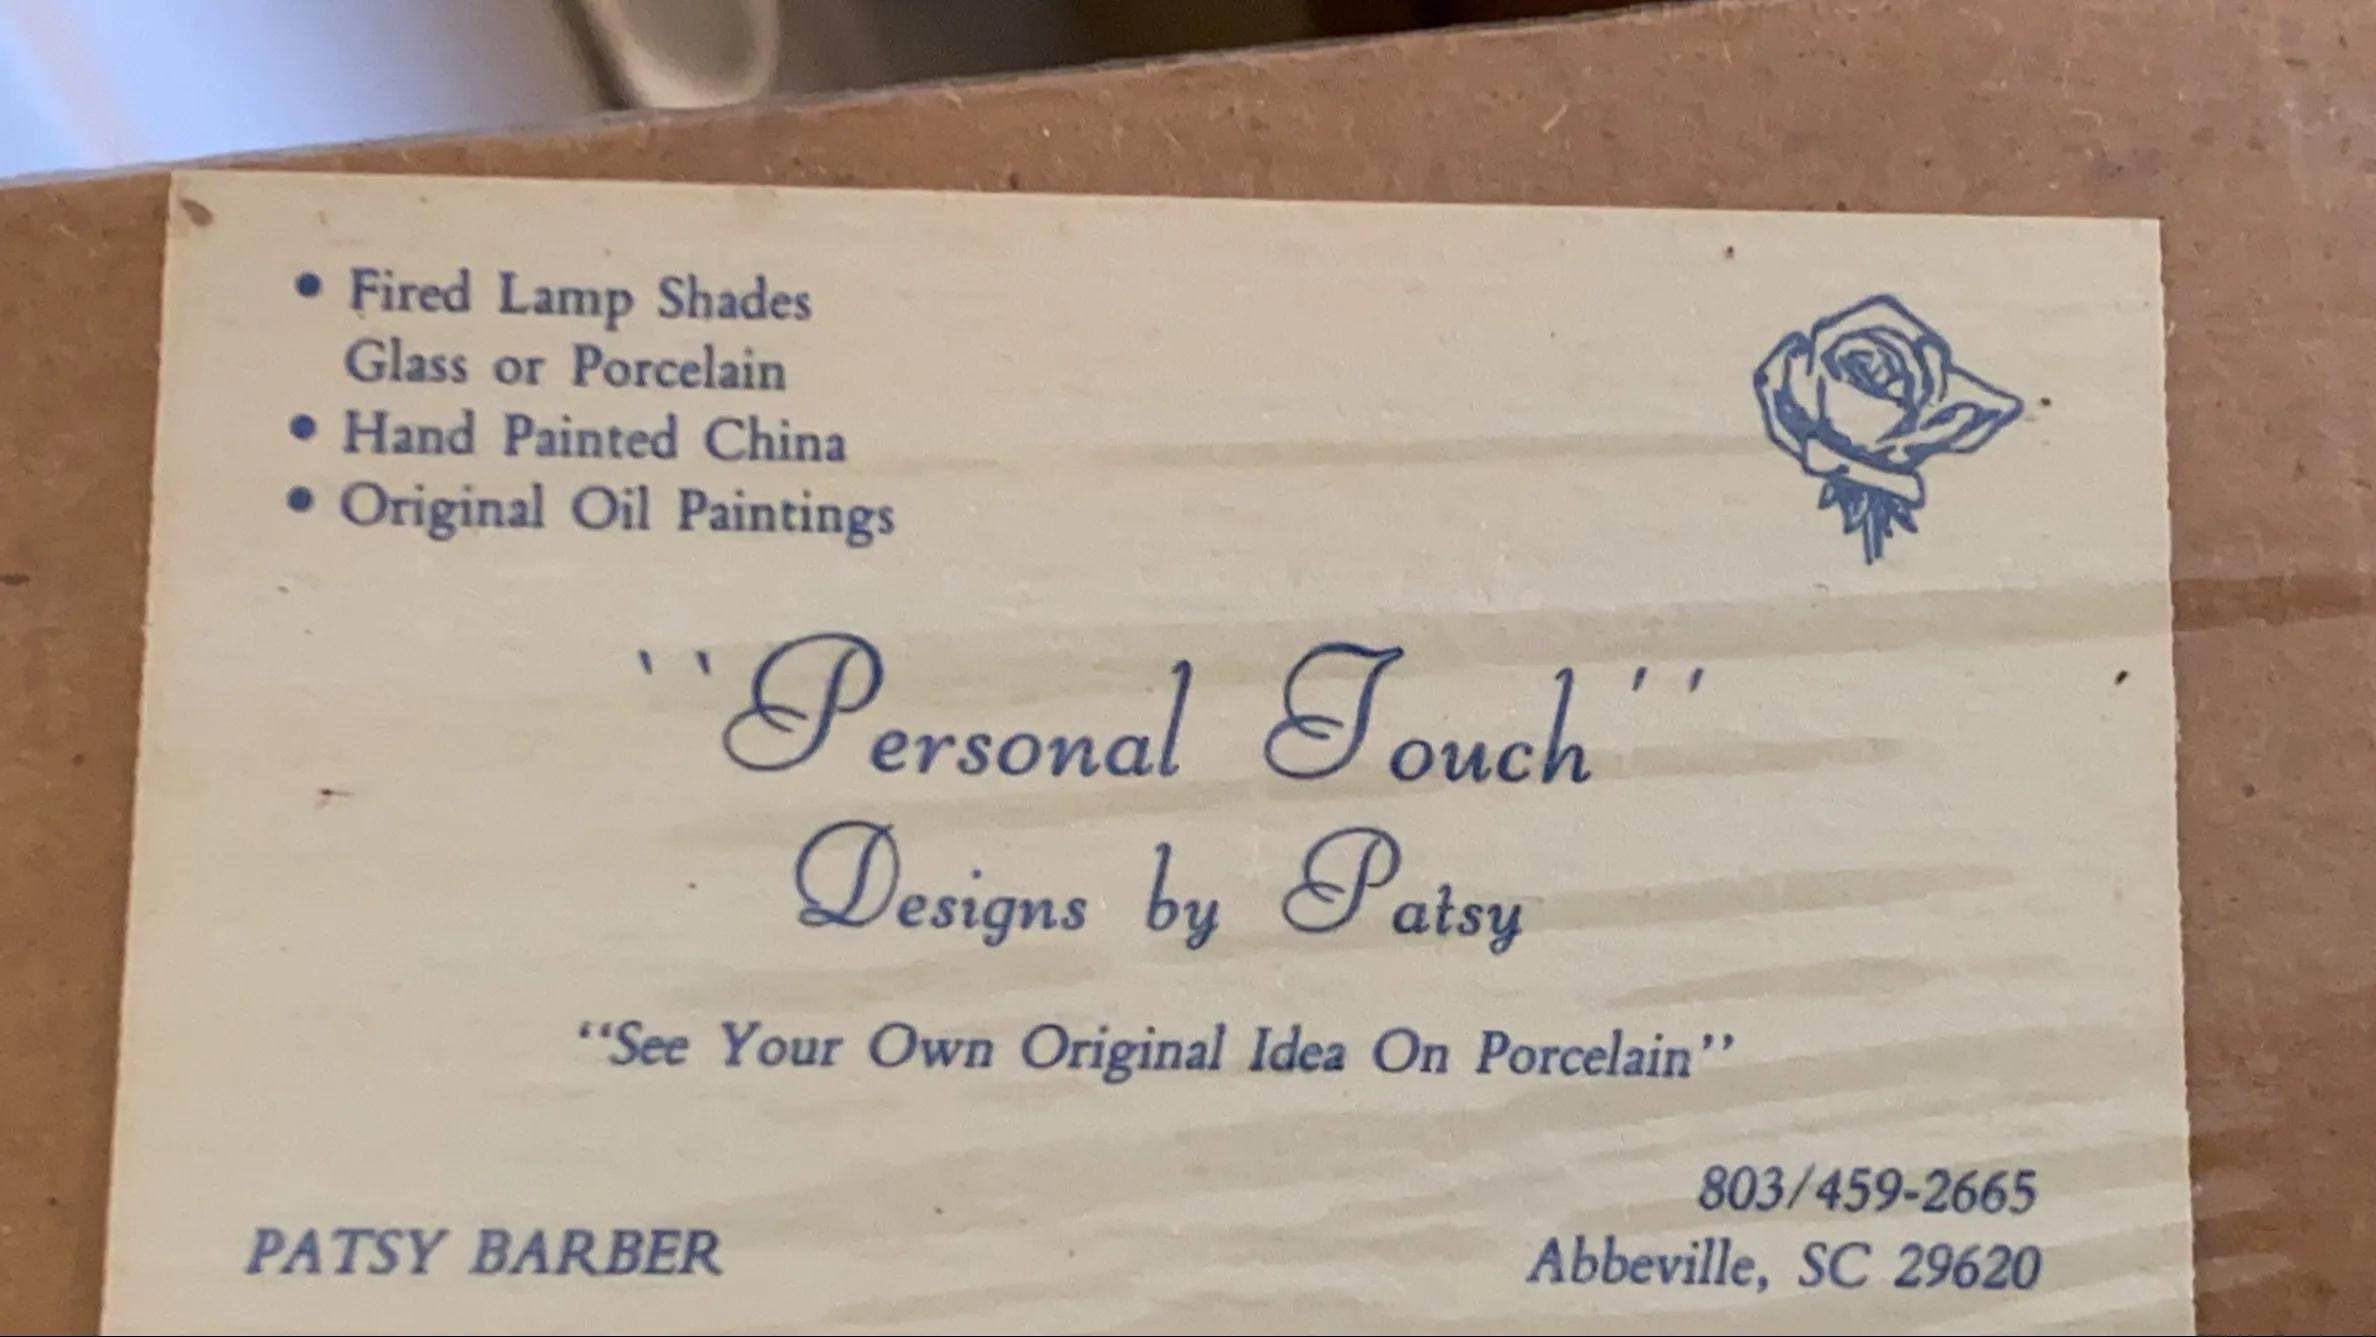 • Fired Lamp Shades
Glass or Porcelain
• Hand Painted China
• Original Oil Paintings
‘‘Personal Touch’’
Designs by Patsy
‘‘See Your Own Original Idea On Porcelain’’
803/459-2665
PATSY BARBER
Abbeville, SC 29620